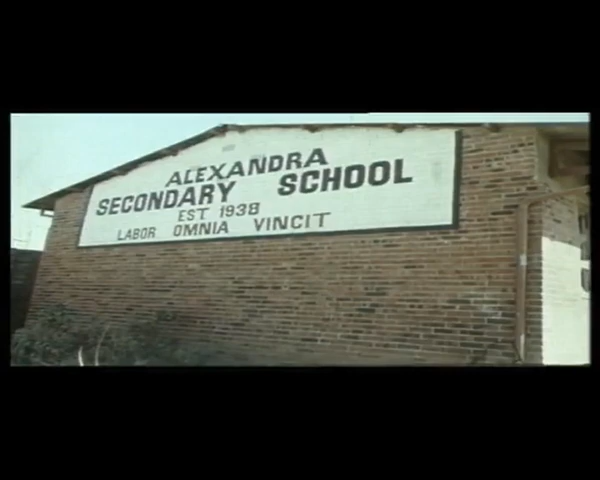 ALEXANDRA
SECONDARY SCHOOL
EST 1938
LABOR OMNIA VINCIT